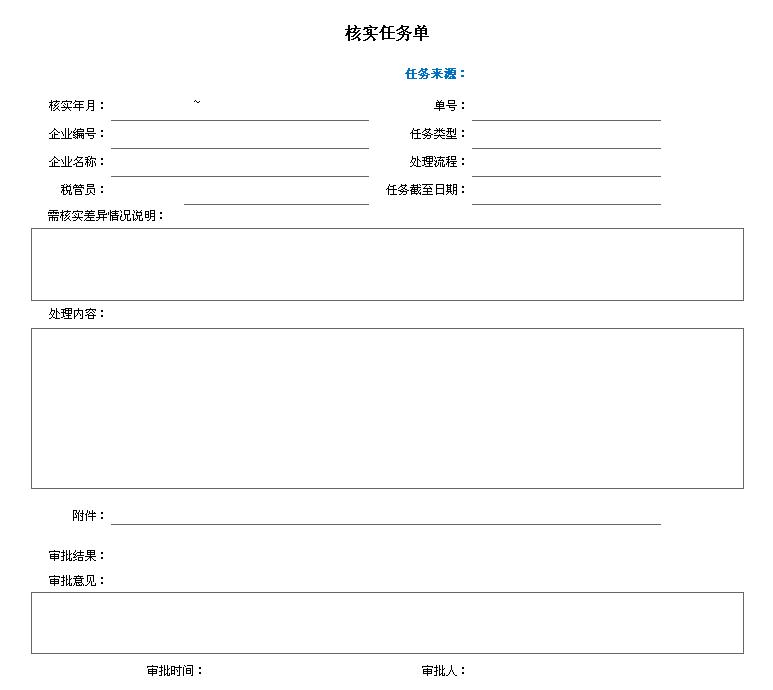 核实任务单
任务来源：
核实年月： ~ 单号：
企业编号： 任务类型：
企业名称： 处理流程：
税管员： 任务截至日期：
需核实差异情况说明：
处理内容：
附件：
审批结果：
审批意见：
审批时间： 审批人：